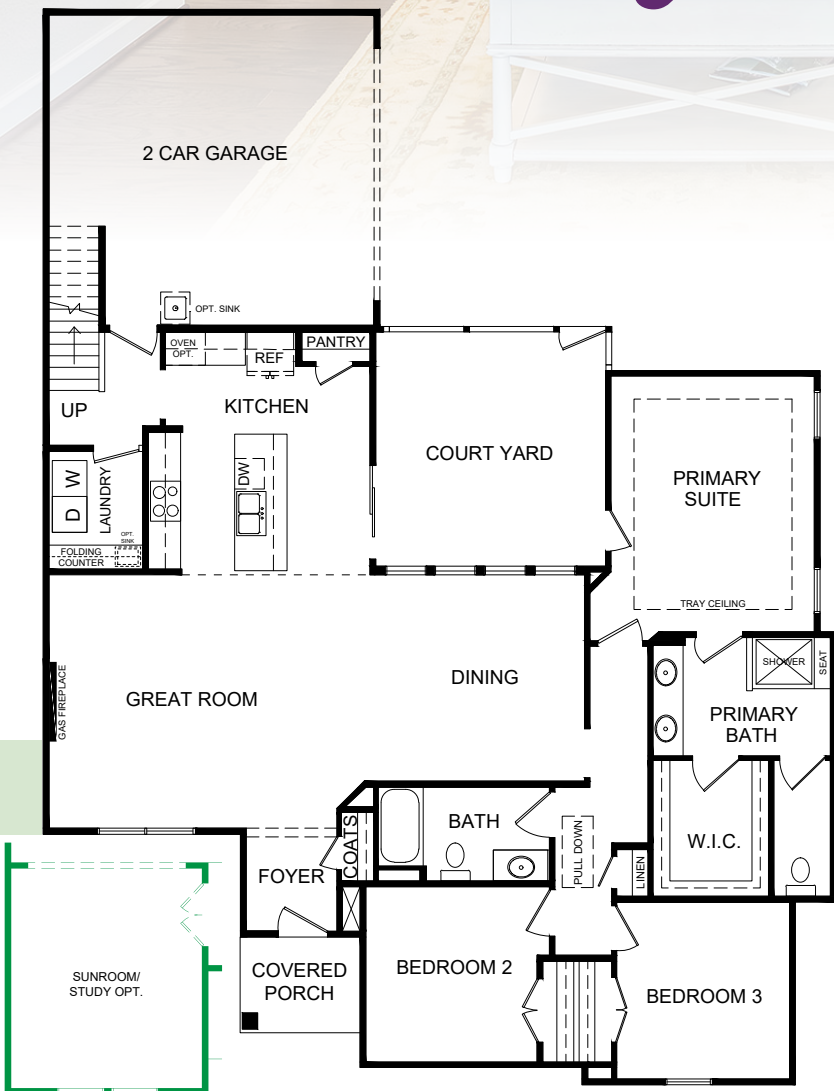 2 CAR GARAGE
OPT. SINK
OVEN
OPT.
REF
PANTRY
UP
KITCHEN
COURT YARD
DW
D W
LAUNDRY
OPT.
SINK
FOLDING
COUNTER
PRIMARY
SUITE
TRAY CEILING
GAS FIREPLACE
GREAT ROOM
DINING
SHOWER
SEAT
PRIMARY
BATH
W.I.C.
BATH
PULL DOWN
LINEN
COATS
FOYER
COVERED
PORCH
BEDROOM 2
BEDROOM 3
SUNROOM/
STUDY OPT.